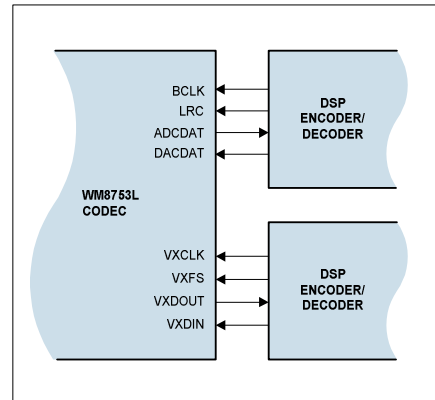 BCLK
LRC
ADCDAT
DACDAT
DSP
ENCODER/
DECODER
WM8753L
CODEC
VXCLK
VXFS
VXDOUT
VXDIN
DSP
ENCODER/
DECODER